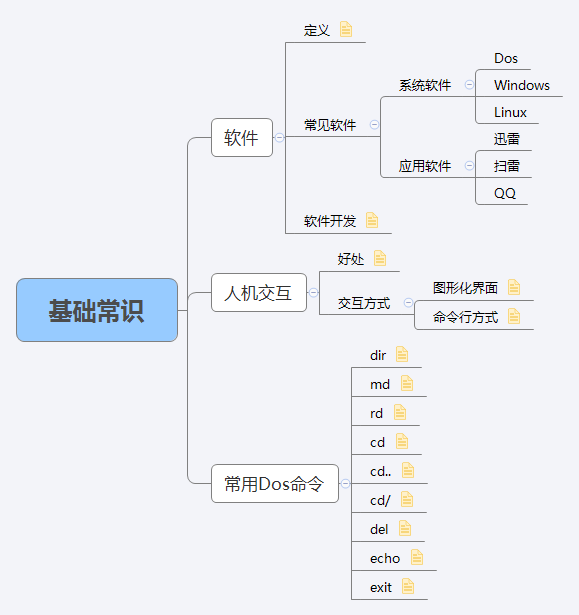 基础常识
软件
定义
常见软件
系统软件
Dos
Windows
Linux
应用软件
迅雷
扫雷
QQ
软件开发
人机交互
好处
交互方式
图形化界面
命令行方式
常用Dos命令
dir
md
rd
cd
cd..
cd/
del
echo
exit